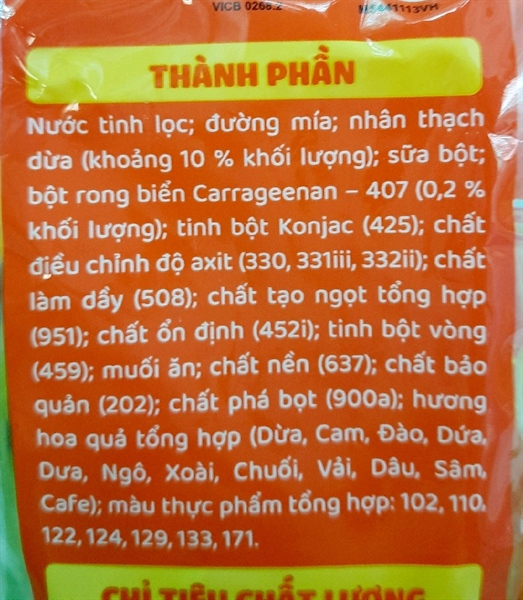 VICB 0266.2
THÀNH PHẦN
Nước tinh lọc; đường mía; nhân thạch
dừa (khoảng 10 % khối lượng); sữa bột;
bột rong biển Carrageenan – 407 (0,2 %
khối lượng); tinh bột Konjac (425); chất
điều chỉnh độ axit (330, 331iii, 332ii); chất
làm dầy (508); chất tạo ngọt tổng hợp
(951); chất ổn định (452i); tinh bột vòng
(459); muối ăn; chất nền (637); chất bảo
quản (202); chất phá bọt (900a); hương
hoa quả tổng hợp (Dừa, Cam, Đào, Dứa,
Dưa, Ngô, Xoài, Chuối, Vải, Dâu, Sâm,
Cafe); màu thực phẩm tổng hợp: 102, 110,
122, 124, 129, 133, 171.
CHỈ TIÊU CHẤT LƯỢNG